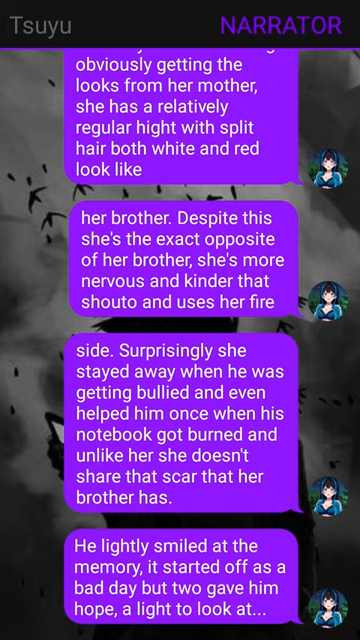 Tsuyu NARRATOR
obviously getting the
looks from her mother,
she has a relatively
regular hight with split
hair both white and red
look like
her brother. Despite this
she's the exact opposite
of her brother, she's more
nervous and kinder that
shouto and uses her fire
side. Surprisingly she
stayed away when he was
getting bullied and even
helped him once when his
notebook got burned and
unlike her she doesn't
share that scar that her
brother has.
He lightly smiled at the
memory, it started off as a
bad day but two gave him
hope, a light to look at...